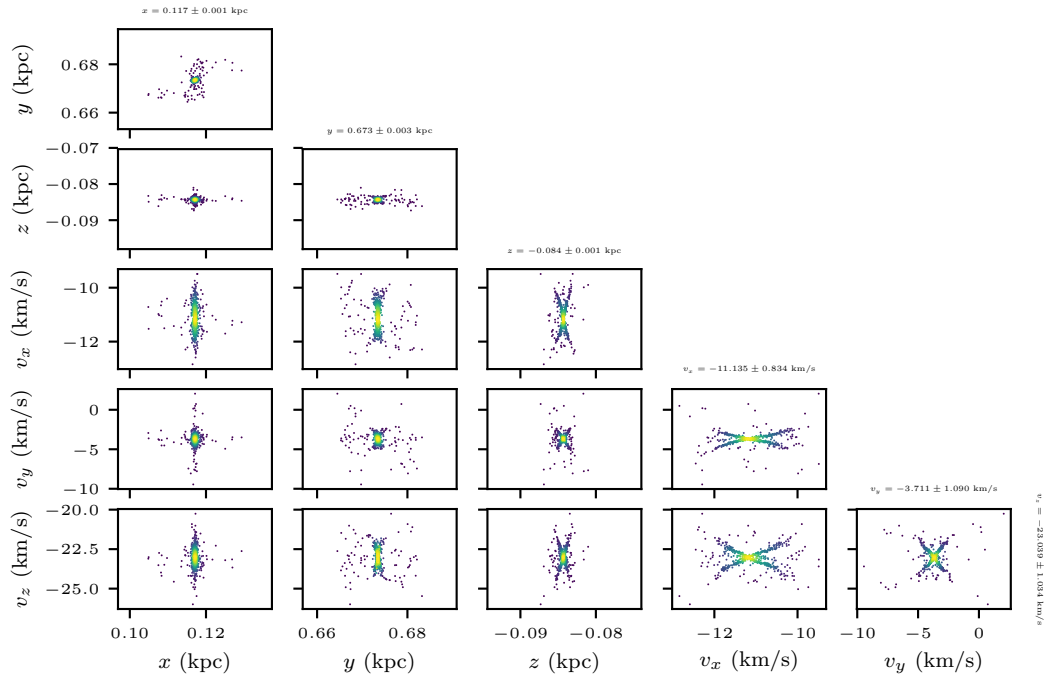 x = 0.117 ± 0.001 kpc
y (kpc)
0.68
0.66
y = 0.673 ± 0.003 kpc
z (kpc)
−0.07
−0.08
−0.09
z = −0.084 ± 0.001 kpc
v_x (km/s)
−10
−12
v_x = −11.135 ± 0.834 km/s
v_y (km/s)
0
−5
−10
v_y = −3.711 ± 1.090 km/s
v_z (km/s)
−20.0
−22.5
−25.0
v_z = −23.039 ± 1.034 km/s
0.10 0.12 0.66 0.68 −0.09 −0.08 −12 −10 −10 −5 0
x (kpc) y (kpc) z (kpc) v_x (km/s) v_y (km/s)